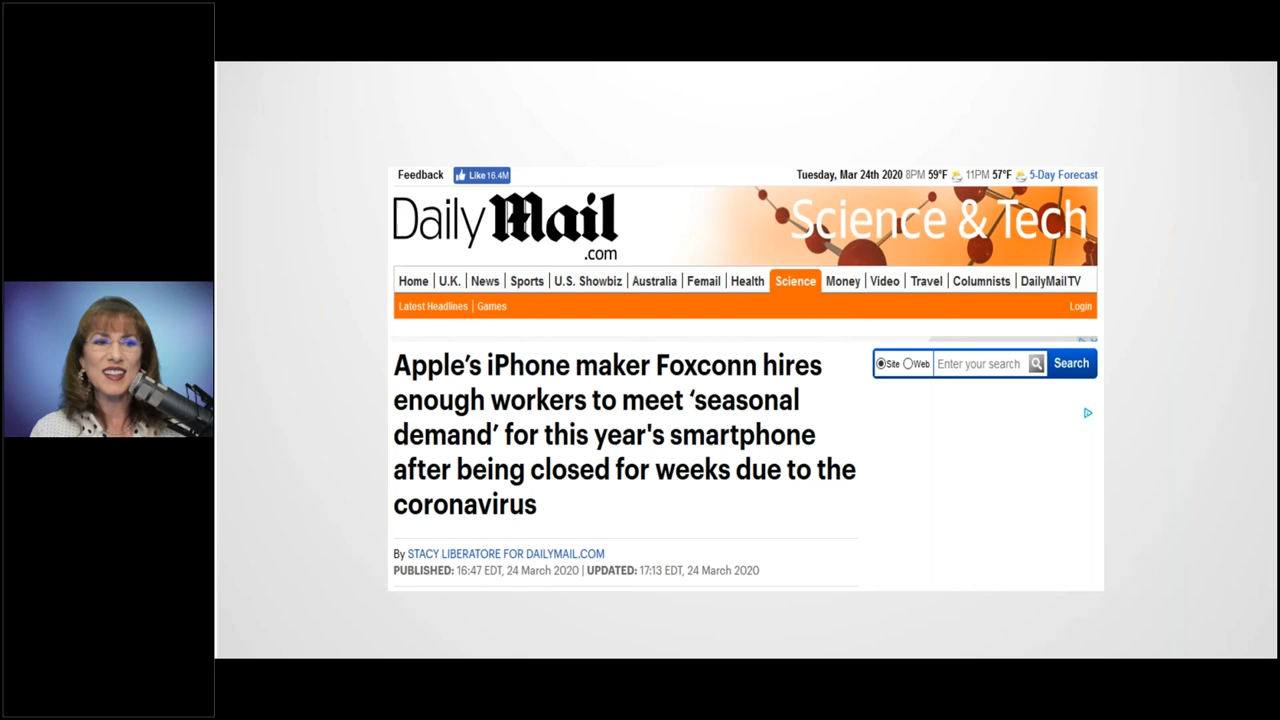 Feedback Like 16.4M Tuesday, Mar 24th 2020 8PM 59°F 11PM 57°F 5-Day Forecast
Daily Mail Science & Tech
.com
Home U.K. News Sports U.S. Showbiz Australia Femail Health Science Money Video Travel Columnists DailyMailTV
Latest Headlines Games Login
Apple's iPhone maker Foxconn hires
Site Web Enter your search Search
enough workers to meet ‘seasonal
demand’ for this year's smartphone
after being closed for weeks due to the
coronavirus
By STACY LIBERATORE FOR DAILYMAIL.COM
PUBLISHED: 16:47 EDT, 24 March 2020 | UPDATED: 17:13 EDT, 24 March 2020